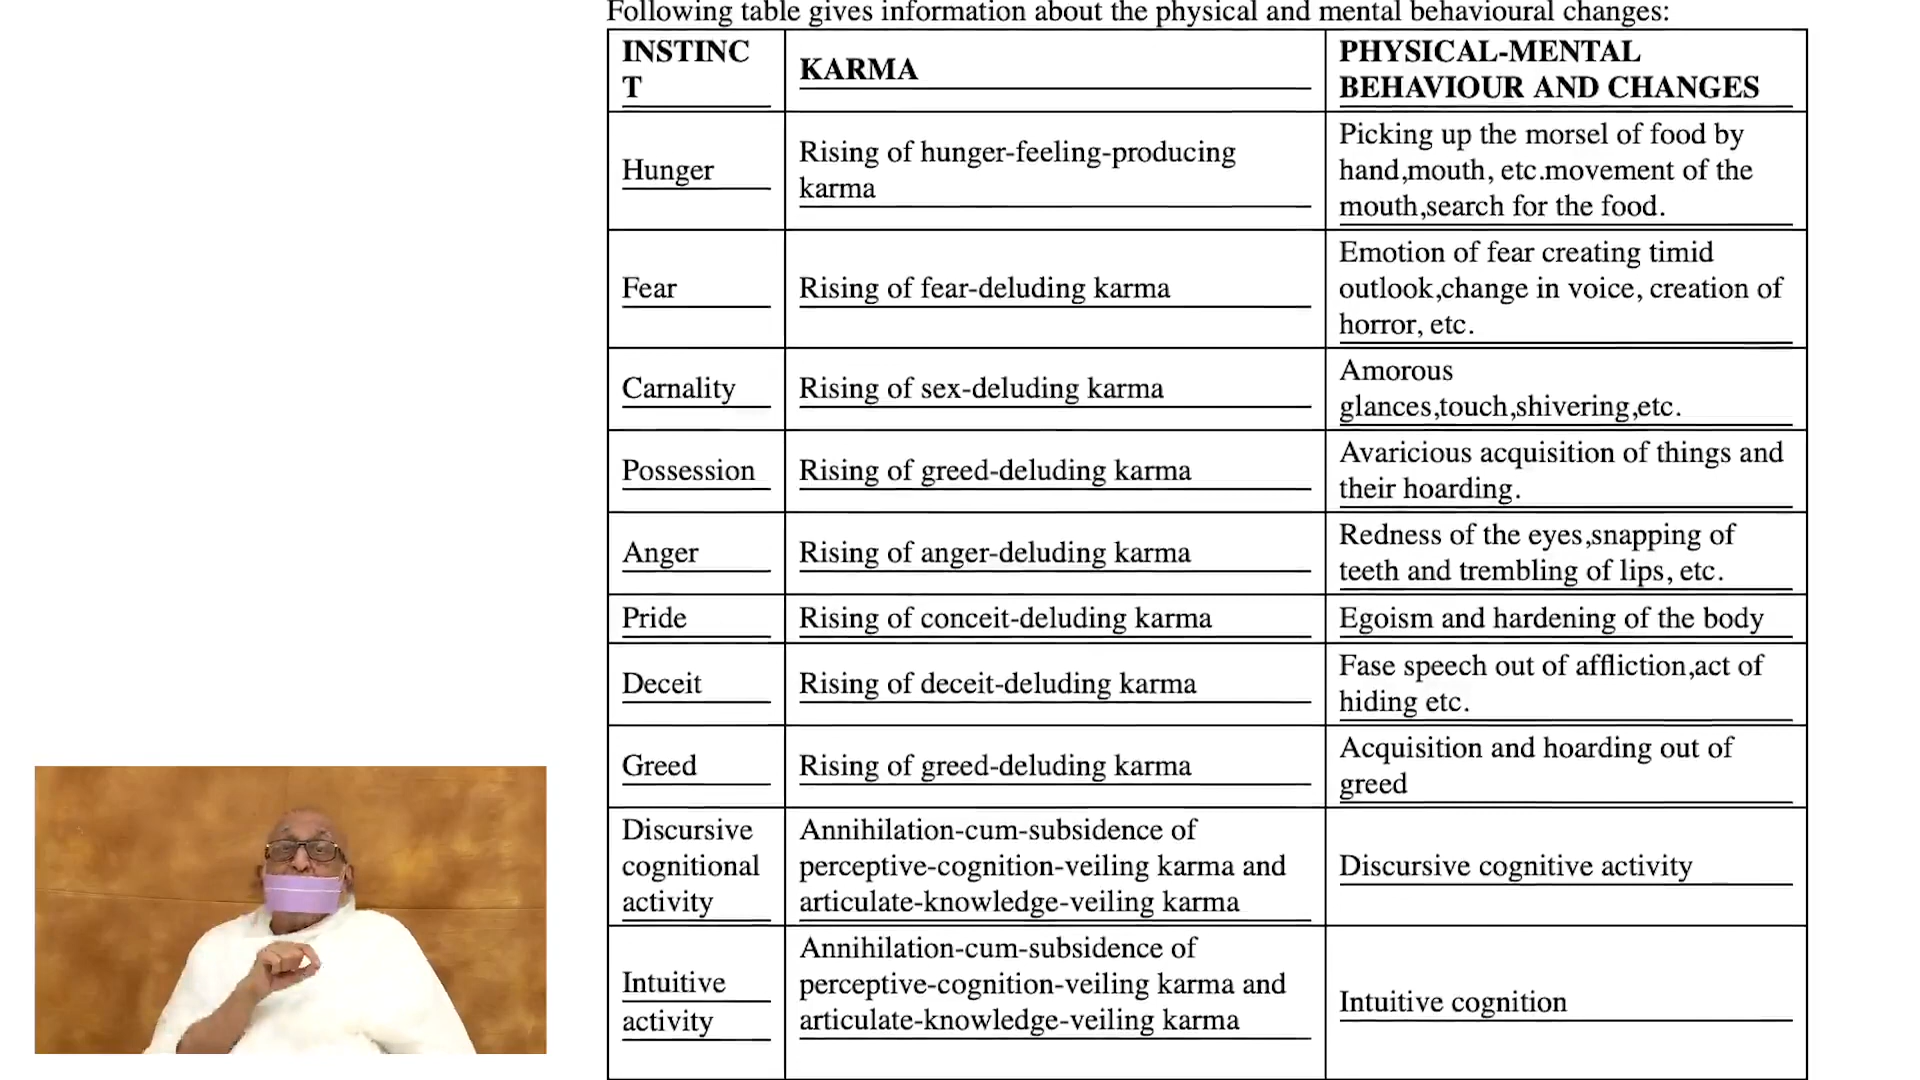 Following table gives information about the physical and mental behavioural changes:
INSTINC
T
KARMA
PHYSICAL-MENTAL
BEHAVIOUR AND CHANGES
Hunger
Rising of hunger-feeling-producing
karma
Picking up the morsel of food by
hand,mouth, etc.movement of the
mouth,search for the food.
Fear
Rising of fear-deluding karma
Emotion of fear creating timid
outlook,change in voice, creation of
horror, etc.
Carnality
Rising of sex-deluding karma
Amorous
glances,touch,shivering,etc.
Possession
Rising of greed-deluding karma
Avaricious acquisition of things and
their hoarding.
Anger
Rising of anger-deluding karma
Redness of the eyes,snapping of
teeth and trembling of lips, etc.
Pride
Rising of conceit-deluding karma
Egoism and hardening of the body
Deceit
Rising of deceit-deluding karma
Fase speech out of affliction,act of
hiding etc.
Greed
Rising of greed-deluding karma
Acquisition and hoarding out of
greed
Discursive
cognitional
activity
Annihilation-cum-subsidence of
perceptive-cognition-veiling karma and
articulate-knowledge-veiling karma
Discursive cognitive activity
Intuitive
activity
Annihilation-cum-subsidence of
perceptive-cognition-veiling karma and
articulate-knowledge-veiling karma
Intuitive cognition